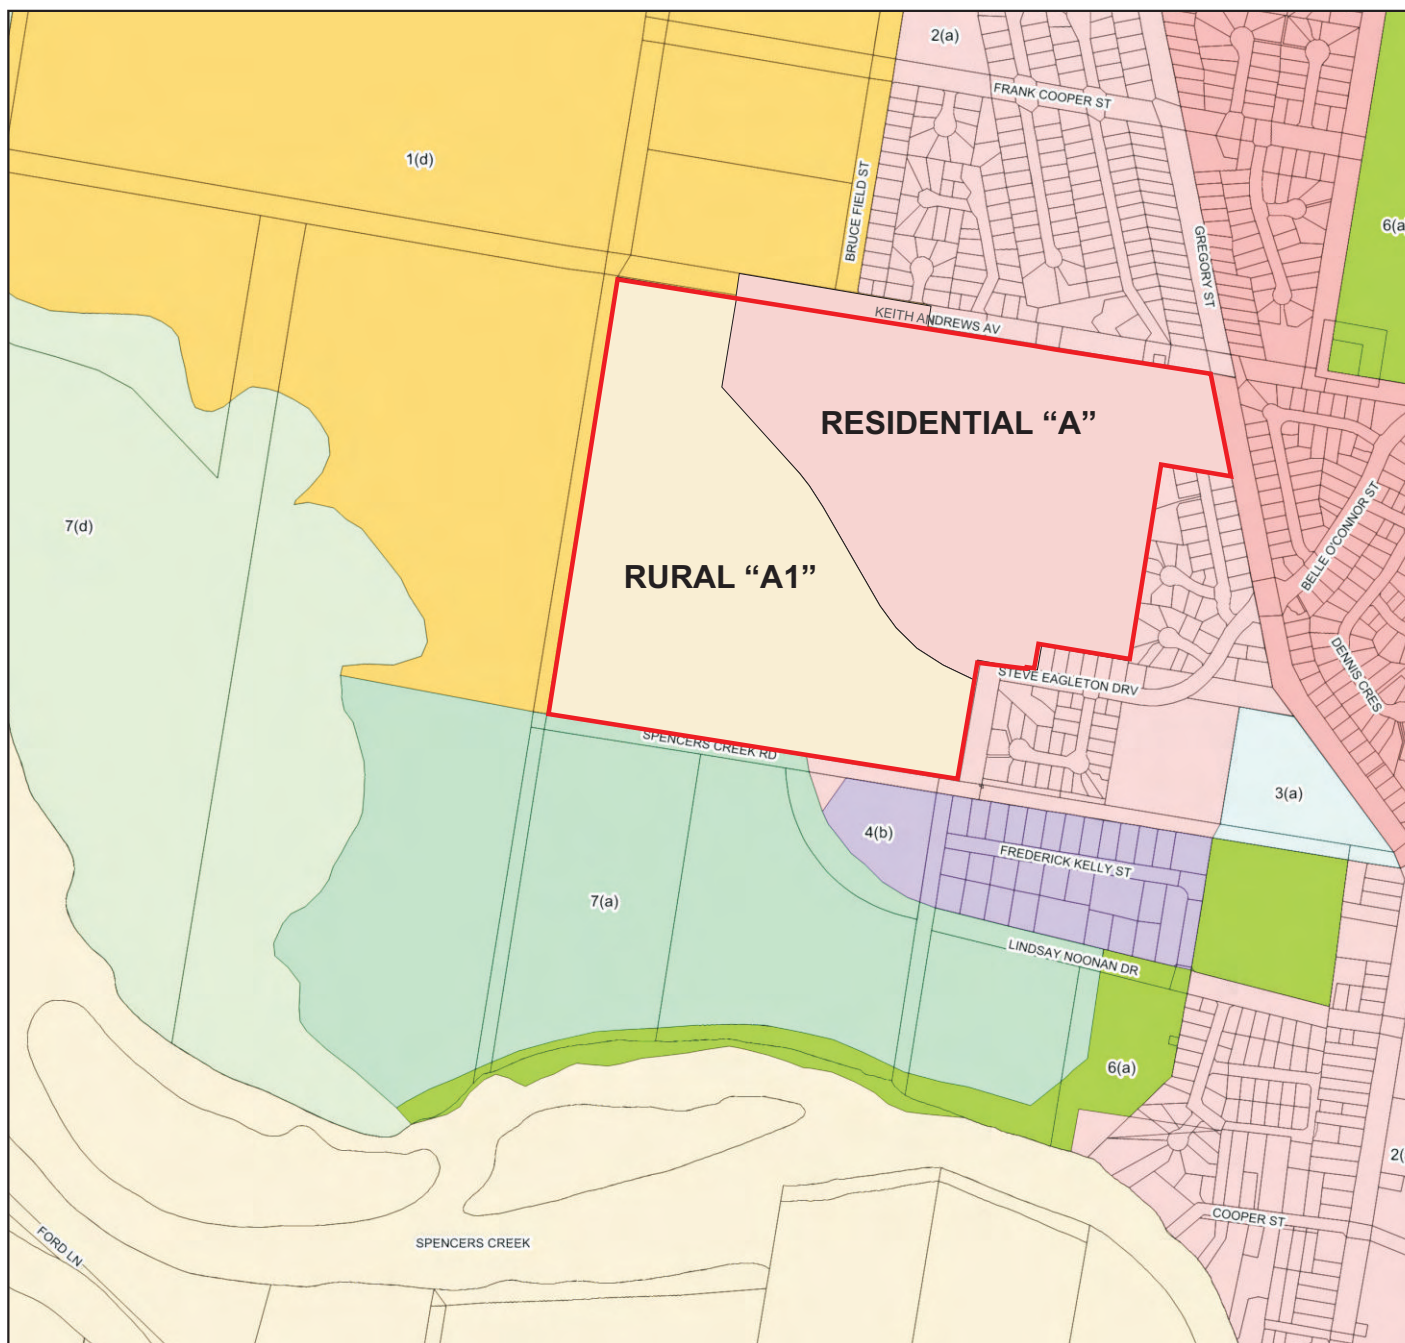 2(a)
FRANK COOPER ST
1(d)
BRUCE FIELD ST
6(a
GREGORY ST
KEITH ANDREWS AV
RESIDENTIAL “A”
7(d)
BELLE O'CONNOR ST
RURAL “A1”
DENNIS CRES
STEVE EAGLETON DRV
SPENCERS CREEK RD
3(a)
4(b)
FREDERICK KELLY ST
7(a)
LINDSAY NOONAN DR
6(a)
2(
COOPER ST
FORD LN
SPENCERS CREEK